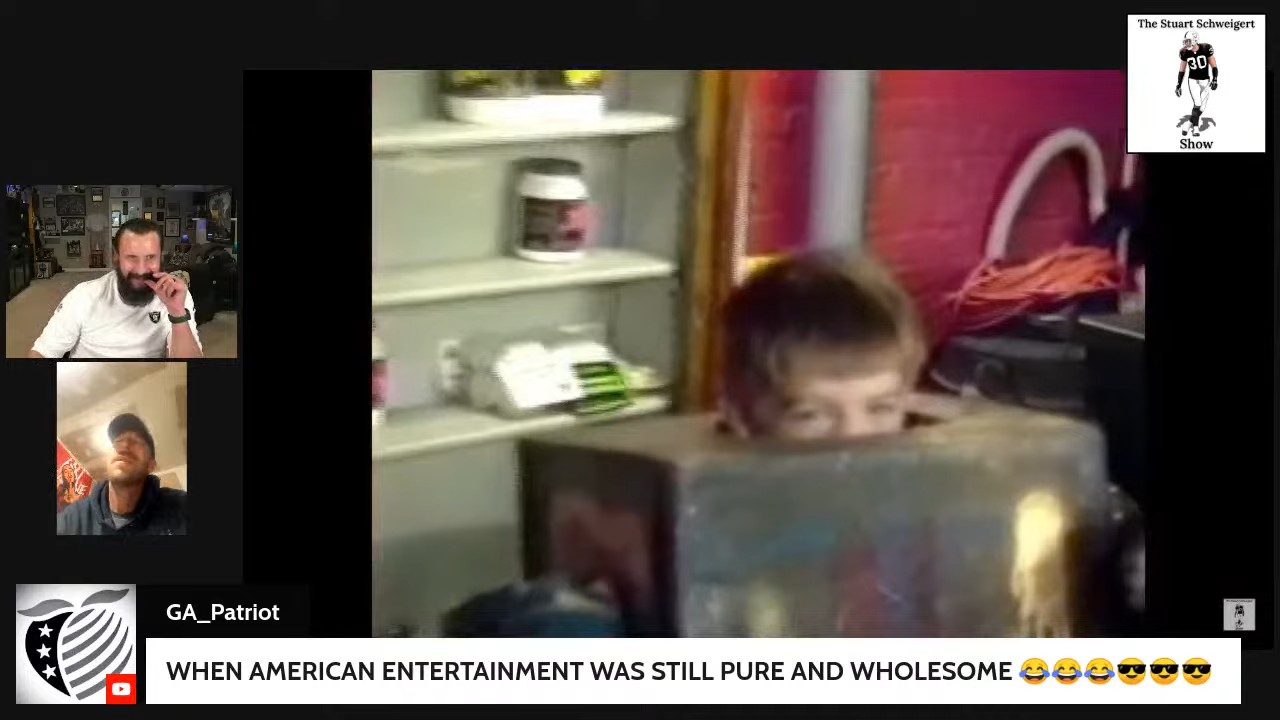 The Stuart Schweigert
30
Show
GA_Patriot
WHEN AMERICAN ENTERTAINMENT WAS STILL PURE AND WHOLESOME 😂😂😂😎😎😎